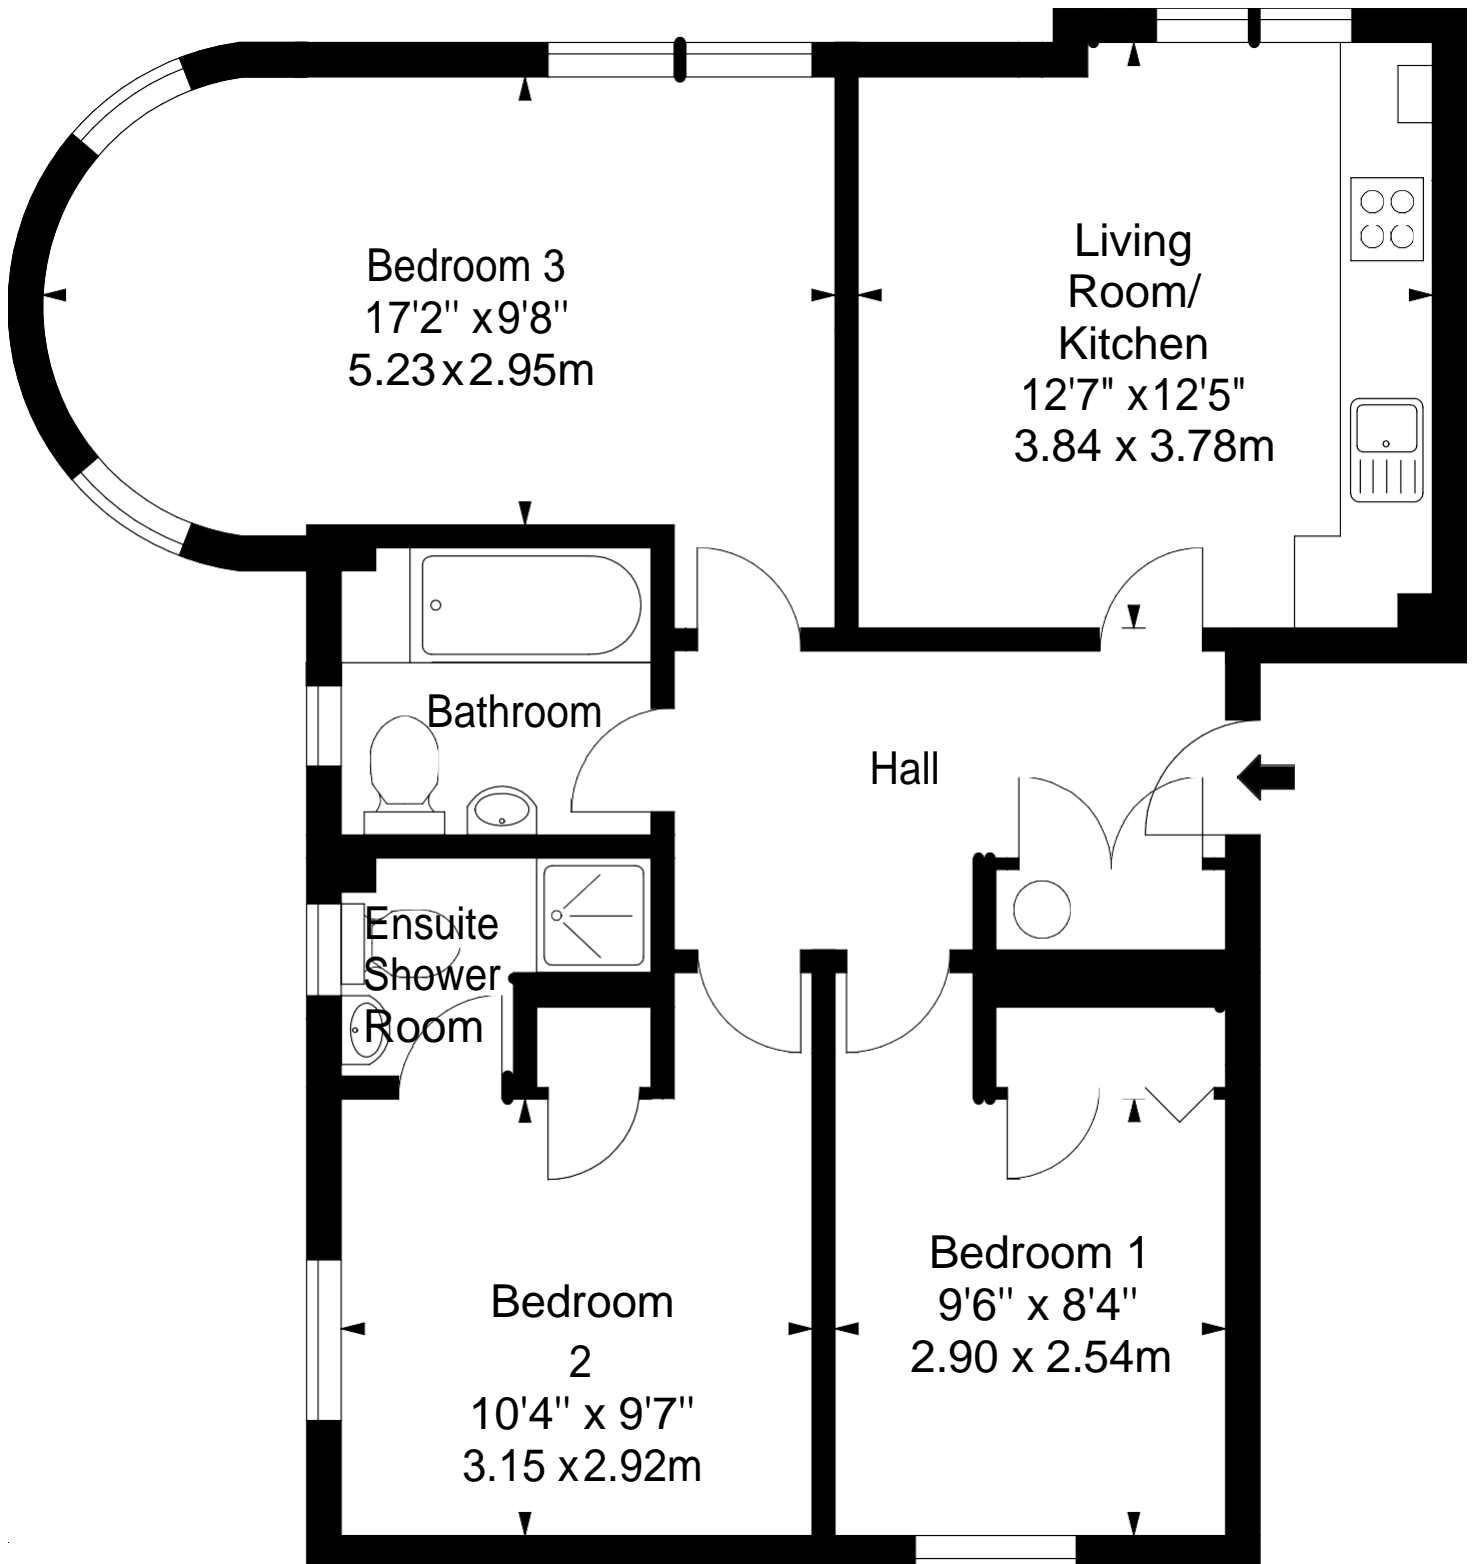 Bedroom 3
17'2'' x9'8''
5.23 x2.95m
Living
Room/
Kitchen
12'7" x12'5"
3.84 x 3.78m
Bathroom
Hall
Ensuite
Shower
Room
Bedroom
2
10'4'' x 9'7''
3.15 x2.92m
Bedroom 1
9'6'' x 8'4''
2.90 x 2.54m